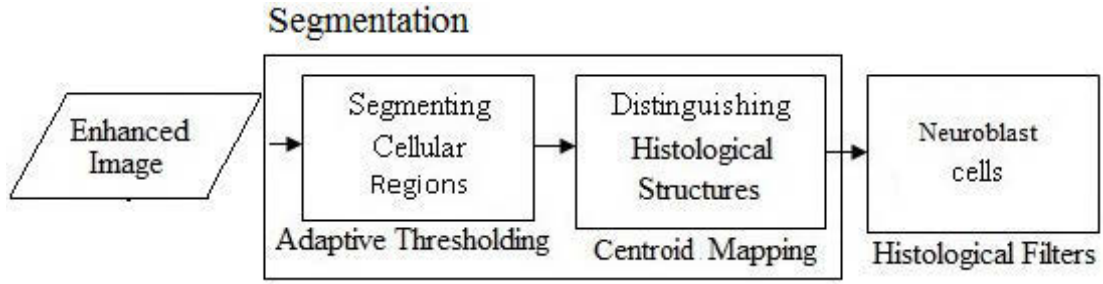 Segmentation
Enhanced
Image
Segmenting
Cellular
Regions
Adaptive Thresholding
Distinguishing
Histological
Structures
Centroid Mapping
Neuroblast
cells
Histological Filters